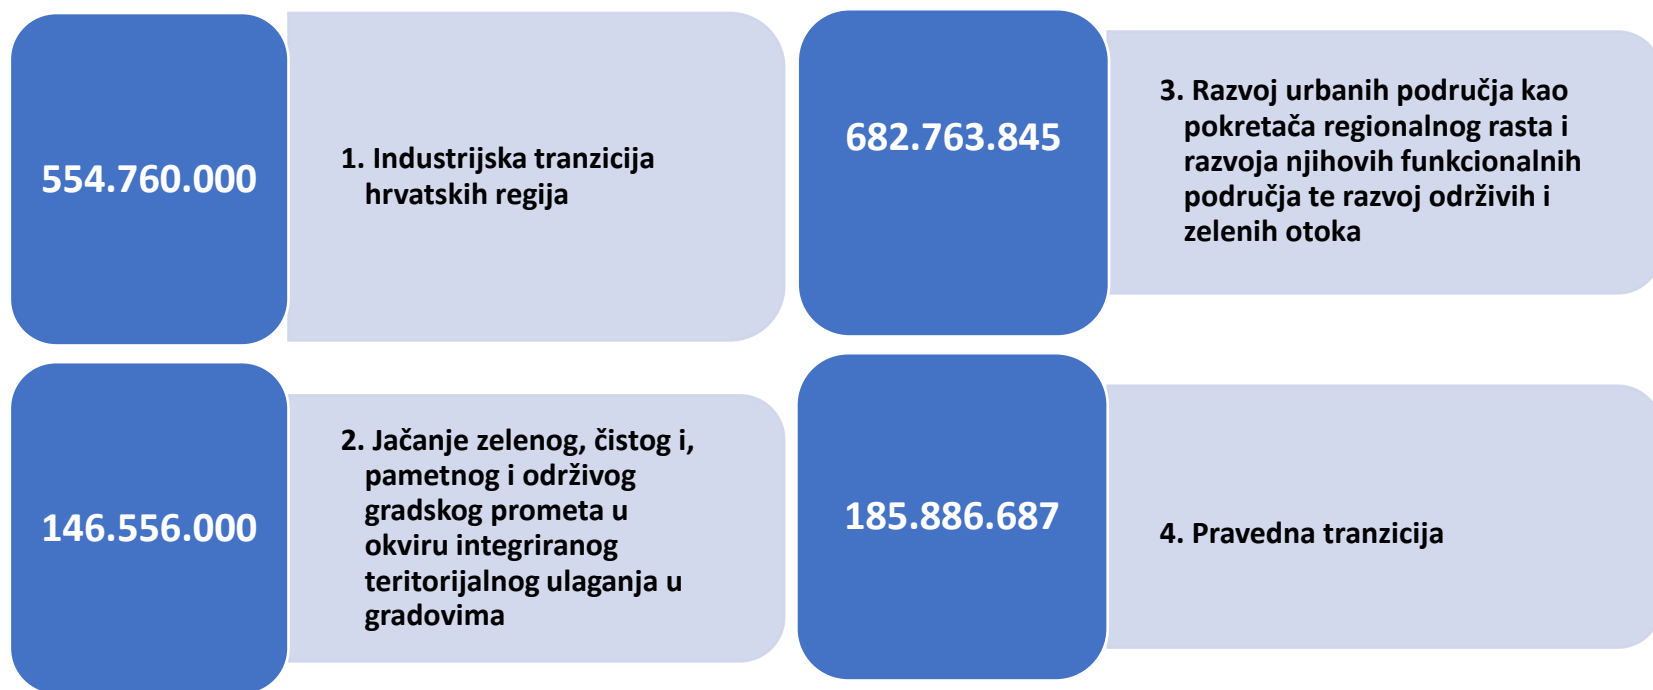 554.760.000
1. Industrijska tranzicija
hrvatskih regija
146.556.000
2. Jačanje zelenog, čistog i,
pametnog i održivog
gradskog prometa u
okviru integriranog
teritorijalnog ulaganja u
gradovima
682.763.845
3. Razvoj urbanih područja kao
pokretača regionalnog rasta i
razvoja njihovih funkcionalnih
područja te razvoj održivih i
zelenih otoka
185.886.687
4. Pravedna tranzicija